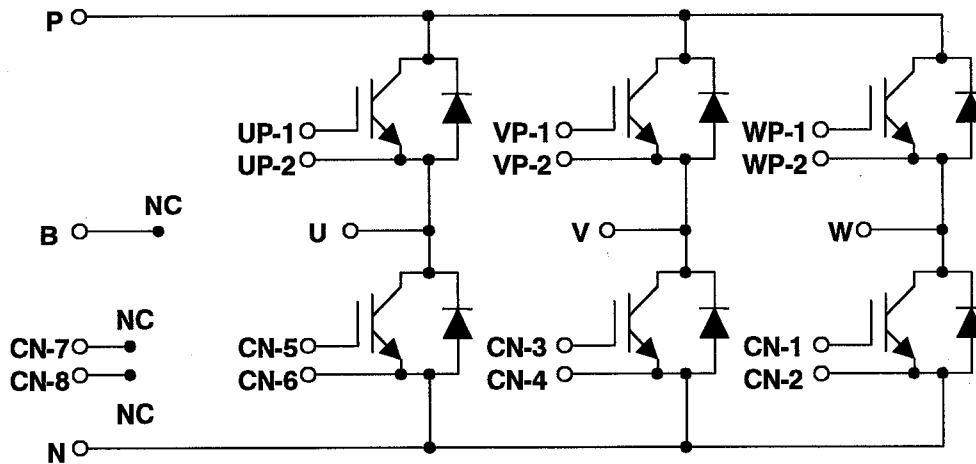 P
UP-1 VP-1 WP-1
UP-2 VP-2 WP-2
NC
B U V W
NC
CN-7 CN-5 CN-3 CN-1
CN-8 CN-6 CN-4 CN-2
NC
N